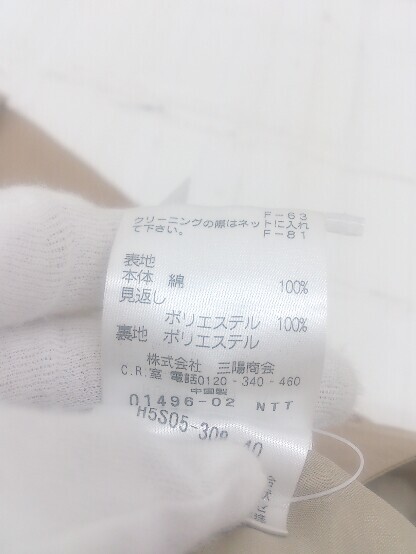 F-63
クリーニングの際はネットに入れ
て下さい。 F-81
表地
本体 綿 100%
見返し
ポリエステル 100%
裏地 ポリエステル
株式会社 三陽商会
C.R室 電話0120-340-460
中国製
01496-02 NTT